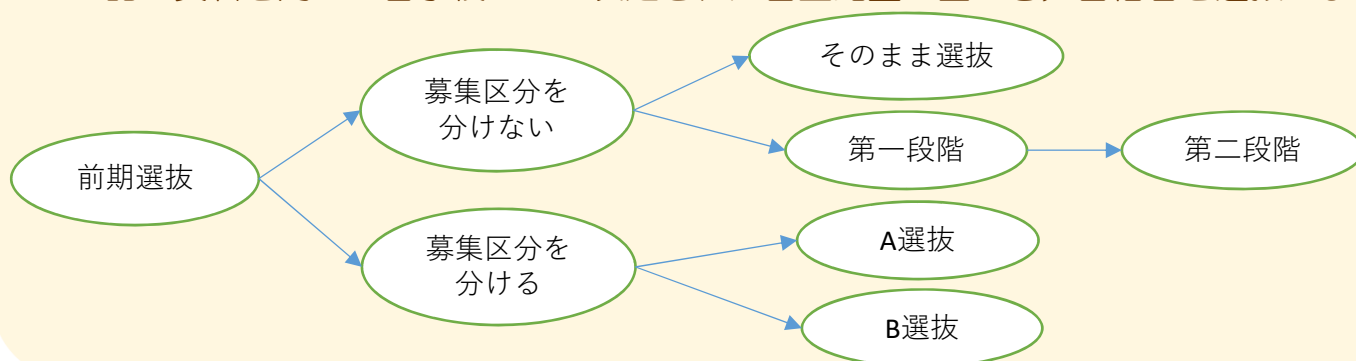 そのまま選抜
募集区分を
分けない
第一段階
第二段階
前期選抜
A選抜
募集区分を
分ける
B選抜